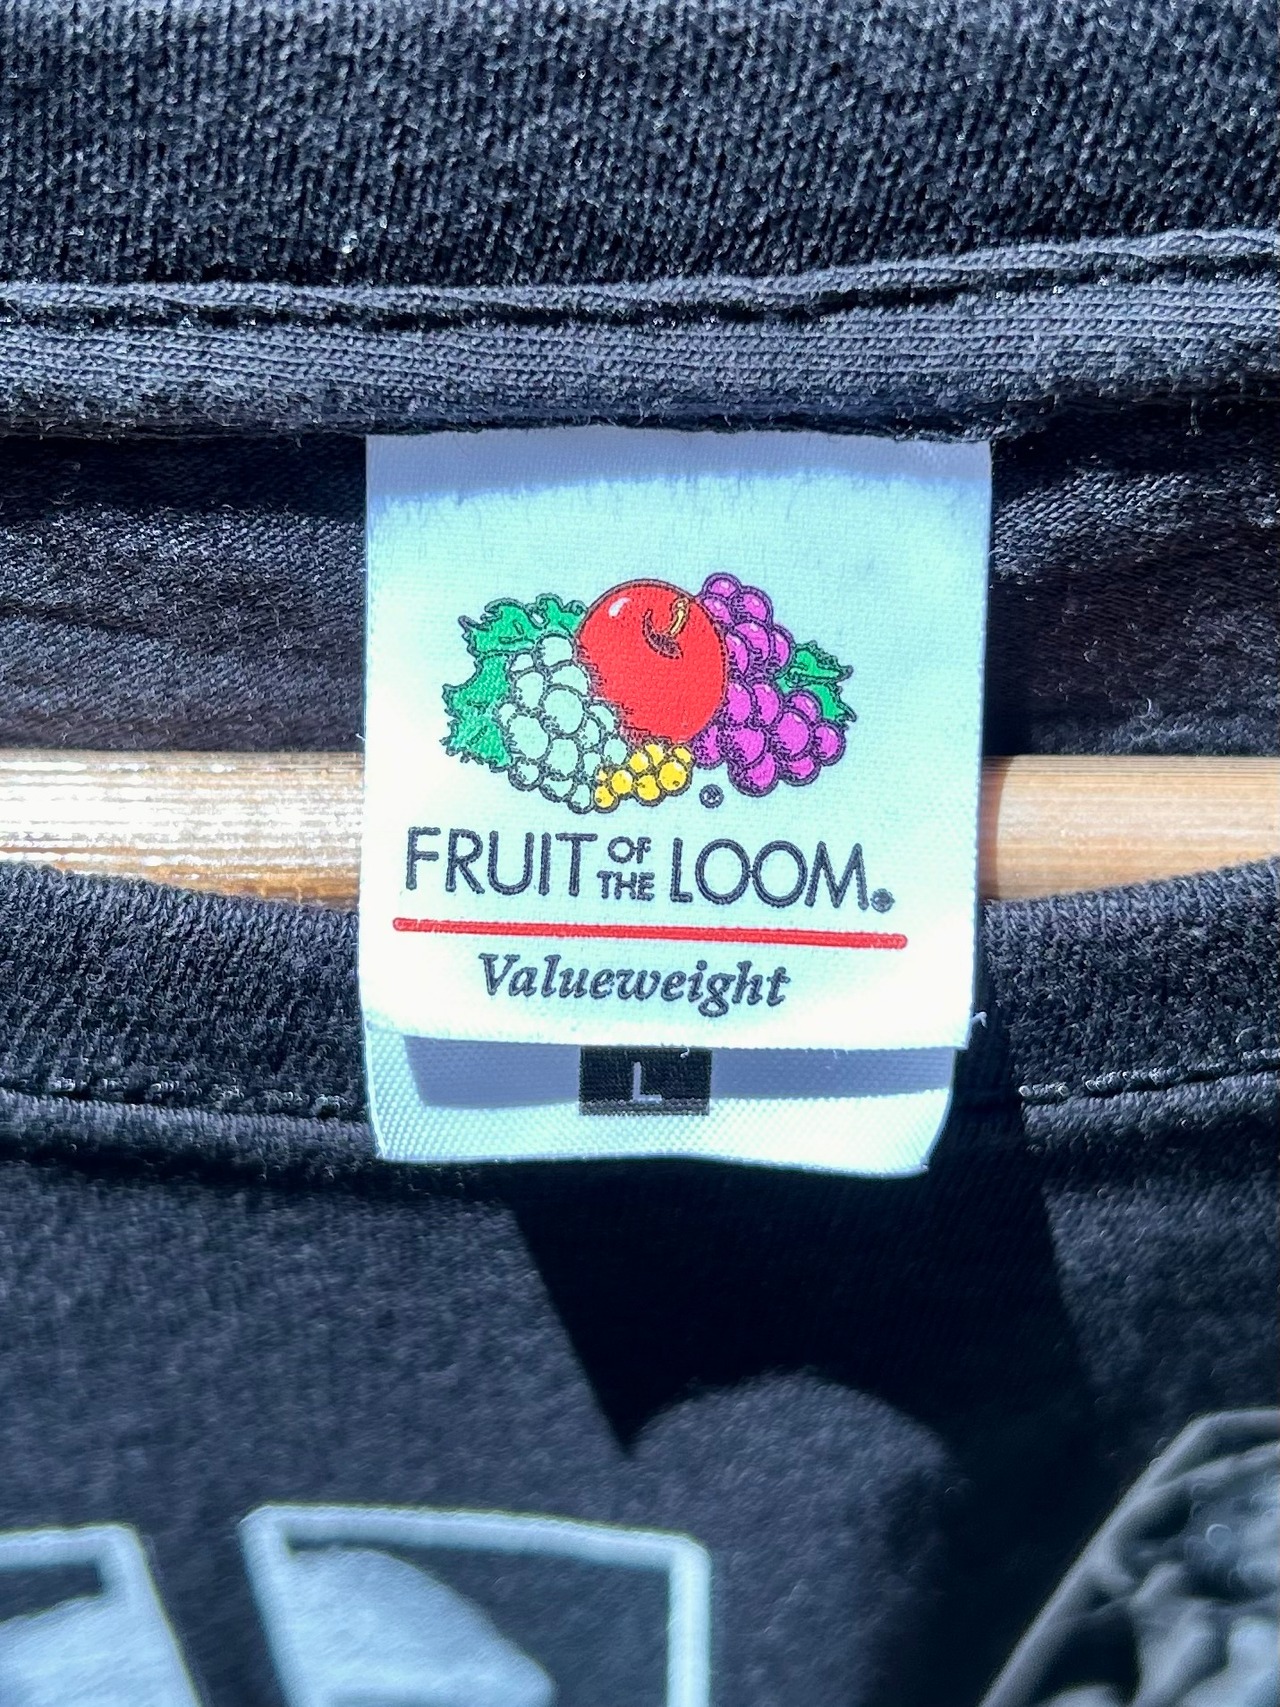 FRUIT OF THE LOOM®
Valueweight
L